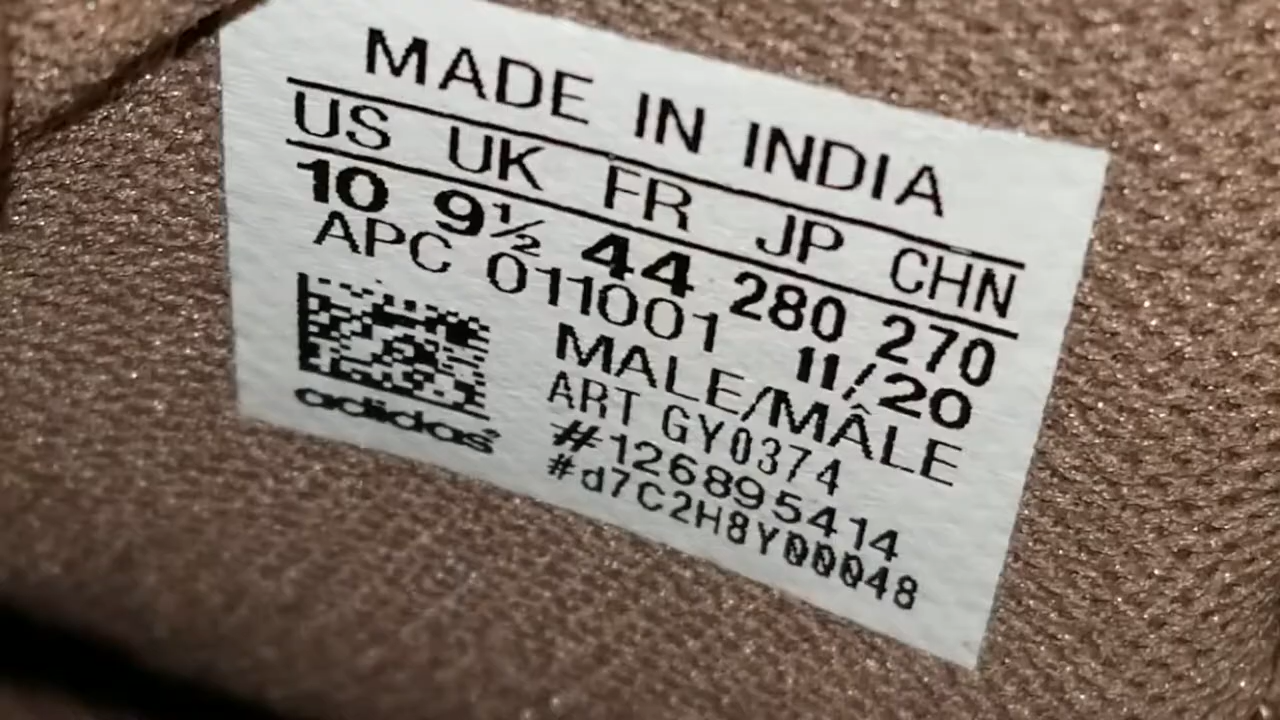 MADE IN INDIA
US UK FR JP CHN
10 9½ 44 280 270
APC 011001 11/20
MALE/MÂLE
ART GY0374
#126895414
#d7C2H8Y00048
adidas